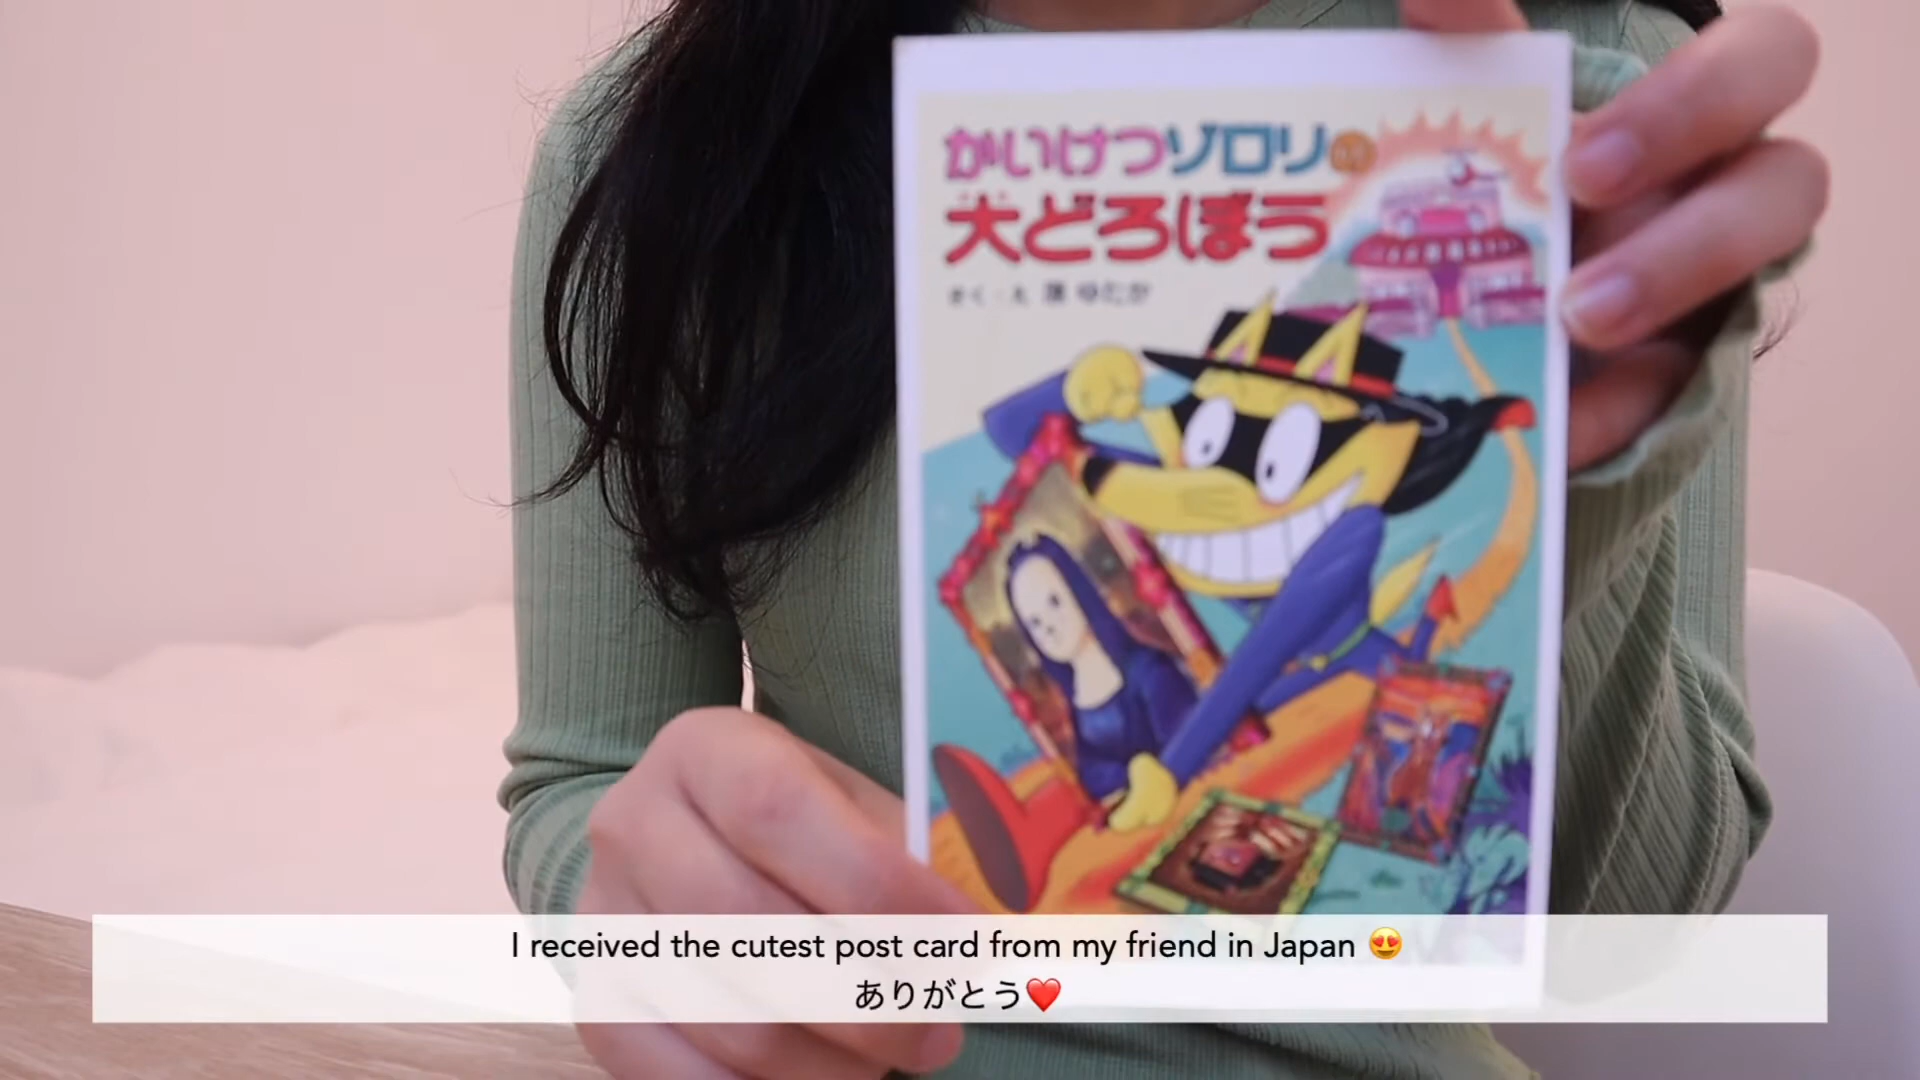 かいけつゾロリの
大どろぼう
さく・え 原 ゆたか
I received the cutest post card from my friend in Japan 😍
ありがとう❤️